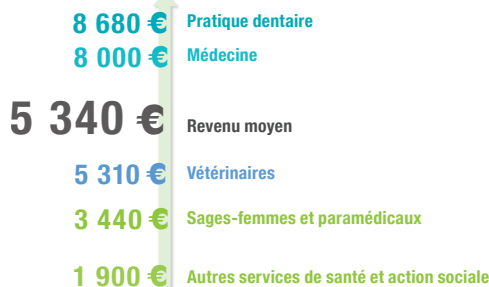 8 680 € Pratique dentaire
8 000 € Médecine
5 340 € Revenu moyen
5 310 € Vétérinaires
3 440 € Sages-femmes et paramédicaux
1 900 € Autres services de santé et action sociale